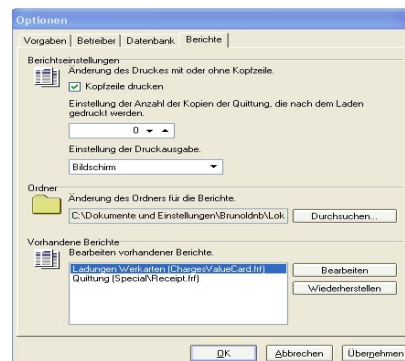 Optionen
Vorgaben Betreiber Datenbank Berichte
Berichtseinstellungen
Änderung des Druckes mit oder ohne Kopfzeile.
Kopfzeile drucken
Einstellung der Anzahl der Kopien der Quittung, die nach dem Laden
gedruckt werden.
0
Einstellung der Druckausgabe.
Bildschirm
Ordner
Änderung des Ordners für die Berichte.
C:\Dokumente und Einstellungen\Brunoldnb\Lok Durchsuchen...
Vorhandene Berichte
Bearbeiten vorhandener Berichte.
Ladungen Werkarten (ChargesValueCard.frf) Bearbeiten
Quittung (Special\Receipt.frf) Wiederherstellen
OK Abbrechen Übernehmen